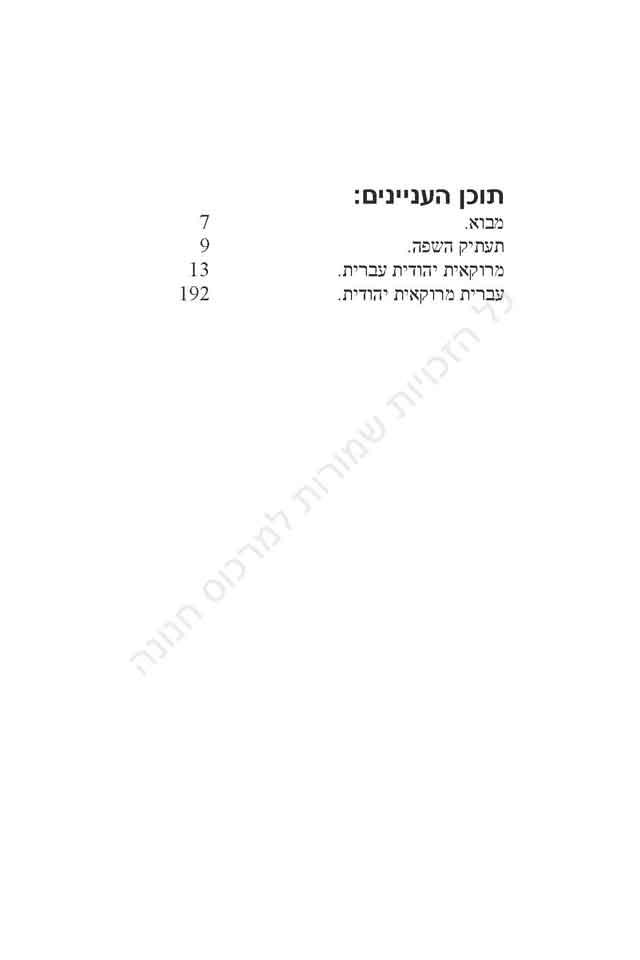 תוכן העניינים:
מבוא. 7
תעתיק השפה. 9
מרוקאית יהודית עברית. 13
עברית מרוקאית יהודית. 192
כל הזכויות שמורות למרכוס חנונה